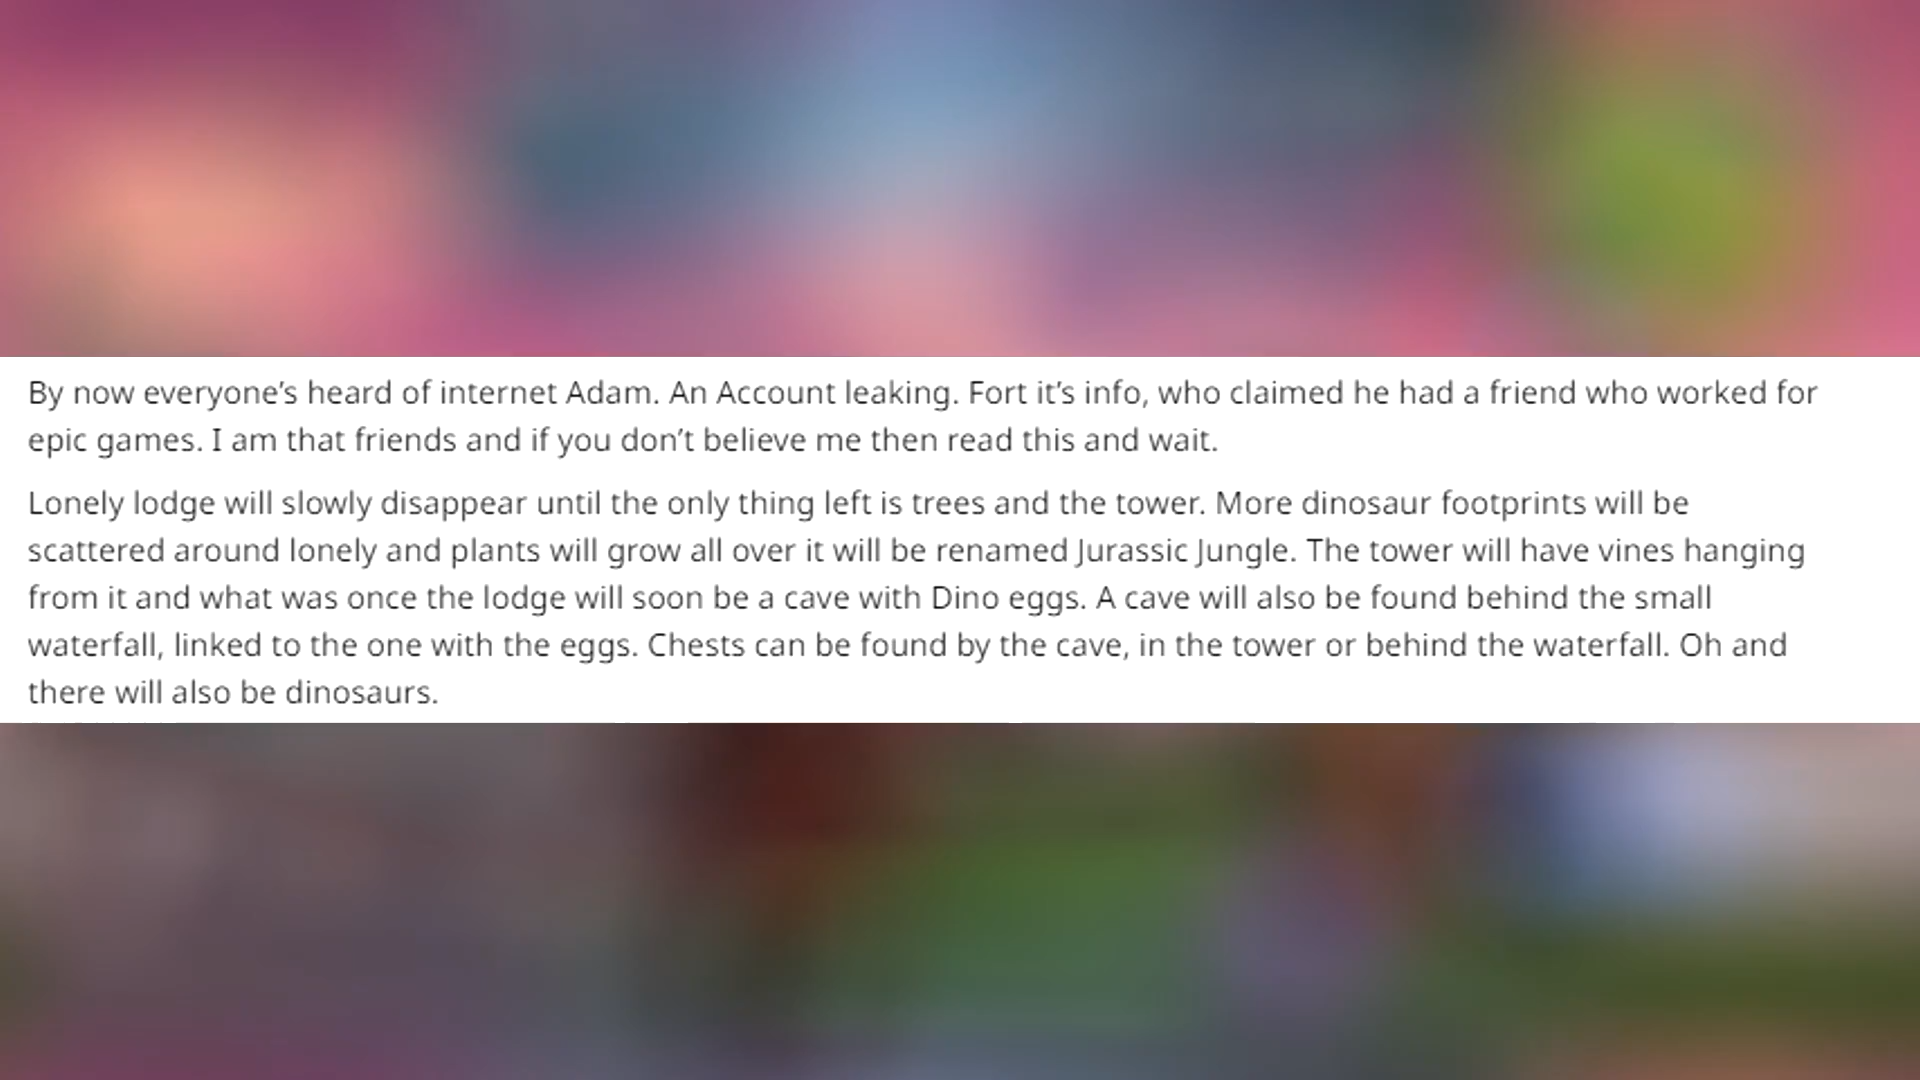 By now everyone’s heard of internet Adam. An Account leaking. Fort it’s info, who claimed he had a friend who worked for
epic games. I am that friends and if you don’t believe me then read this and wait.
Lonely lodge will slowly disappear until the only thing left is trees and the tower. More dinosaur footprints will be
scattered around lonely and plants will grow all over it will be renamed Jurassic Jungle. The tower will have vines hanging
from it and what was once the lodge will soon be a cave with Dino eggs. A cave will also be found behind the small
waterfall, linked to the one with the eggs. Chests can be found by the cave, in the tower or behind the waterfall. Oh and
there will also be dinosaurs.